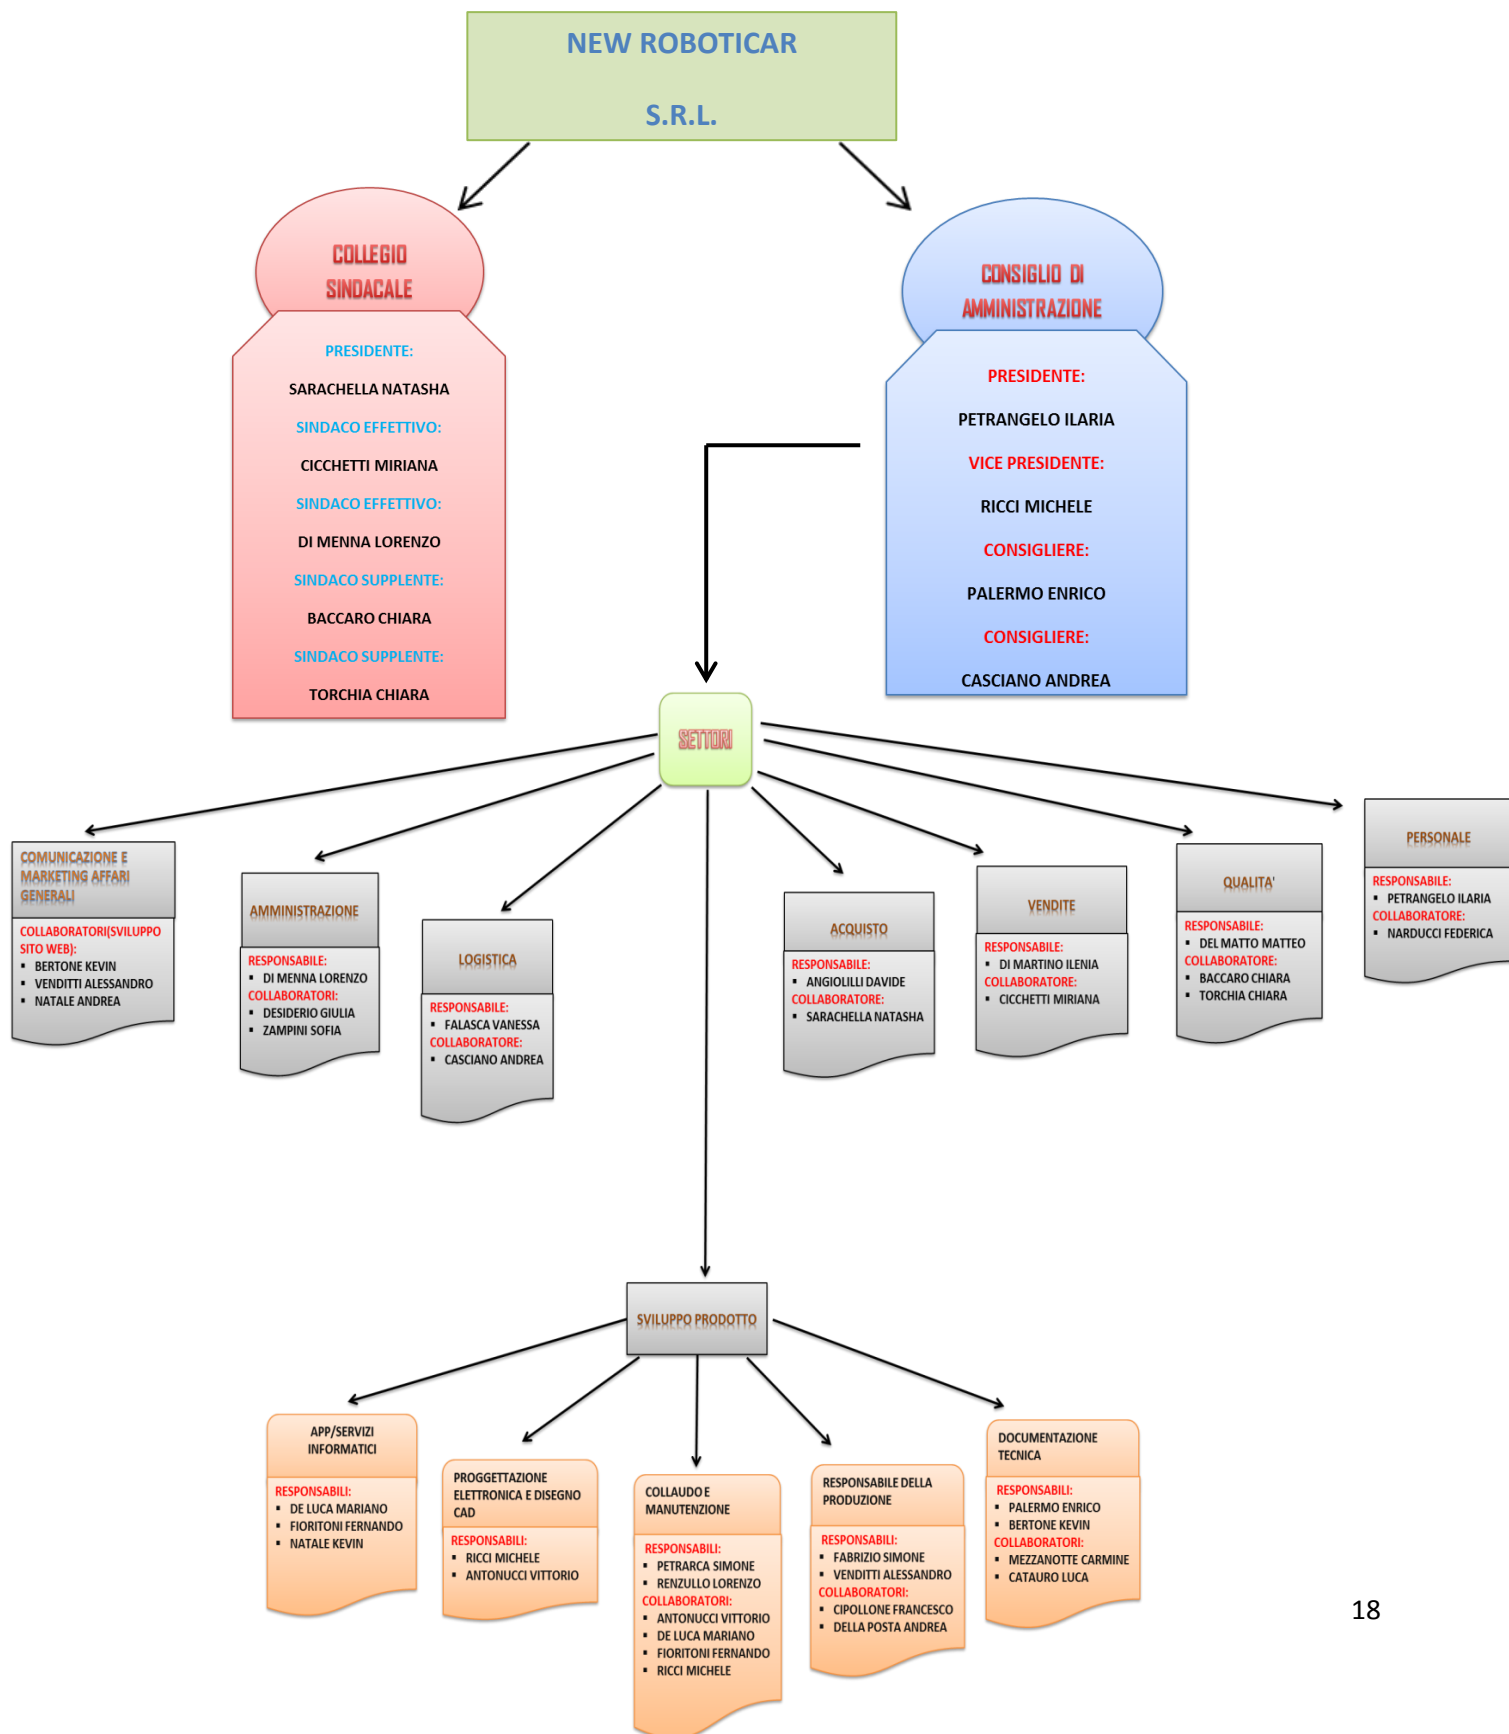 NEW ROBOTICAR
S.R.L.
COLLEGIO
SINDACALE
PRESIDENTE:
SARACHELLA NATASHA
SINDACO EFFETTIVO:
CICCHETTI MIRIANA
SINDACO EFFETTIVO:
DI MENNA LORENZO
SINDACO SUPPLENTE:
BACCARO CHIARA
SINDACO SUPPLENTE:
TORCHIA CHIARA
CONSIGLIO DI
AMMINISTRAZIONE
PRESIDENTE:
PETRANGELO ILARIA
VICE PRESIDENTE:
RICCI MICHELE
CONSIGLIERE:
PALERMO ENRICO
CONSIGLIERE:
CASCIANO ANDREA
SETTORI
COMUNICAZIONE E
MARKETING AFFARI
GENERALI
COLLABORATORI(SVILUPPO
SITO WEB):
▪ BERTONE KEVIN
▪ VENDITTI ALESSANDRO
▪ NATALE ANDREA
AMMINISTRAZIONE
RESPONSABILE:
▪ DI MENNA LORENZO
COLLABORATORI:
▪ DESIDERIO GIULIA
▪ ZAMPINI SOFIA
LOGISTICA
RESPONSABILE:
▪ FALASCA VANESSA
COLLABORATORE:
▪ CASCIANO ANDREA
ACQUISTO
RESPONSABILE:
▪ ANGIOLILLI DAVIDE
COLLABORATORE:
▪ SARACHELLA NATASHA
VENDITE
RESPONSABILE:
▪ DI MARTINO ILENIA
COLLABORATORE:
▪ CICCHETTI MIRIANA
QUALITA'
RESPONSABILE:
▪ DEL MATTO MATTEO
COLLABORATORE:
▪ BACCARO CHIARA
▪ TORCHIA CHIARA
PERSONALE
RESPONSABILE:
▪ PETRANGELO ILARIA
COLLABORATORE:
▪ NARDUCCI FEDERICA
SVILUPPO PRODOTTO
APP/SERVIZI
INFORMATICI
RESPONSABILI:
▪ DE LUCA MARIANO
▪ FIORITONI FERNANDO
▪ NATALE KEVIN
PROGGETTAZIONE
ELETTRONICA E DISEGNO
CAD
RESPONSABILI:
▪ RICCI MICHELE
▪ ANTONUCCI VITTORIO
COLLAUDO E
MANUTENZIONE
RESPONSABILI:
▪ PETRARCA SIMONE
▪ RENZULLO LORENZO
COLLABORATORI:
▪ ANTONUCCI VITTORIO
▪ DE LUCA MARIANO
▪ FIORITONI FERNANDO
▪ RICCI MICHELE
RESPONSABILE DELLA
PRODUZIONE
RESPONSABILI:
▪ FABRIZIO SIMONE
▪ VENDITTI ALESSANDRO
COLLABORATORI:
▪ CIPOLLONE FRANCESCO
▪ DELLA POSTA ANDREA
DOCUMENTAZIONE
TECNICA
RESPONSABILI:
▪ PALERMO ENRICO
▪ BERTONE KEVIN
COLLABORATORI:
▪ MEZZANOTTE CARMINE
▪ CATAURO LUCA
18